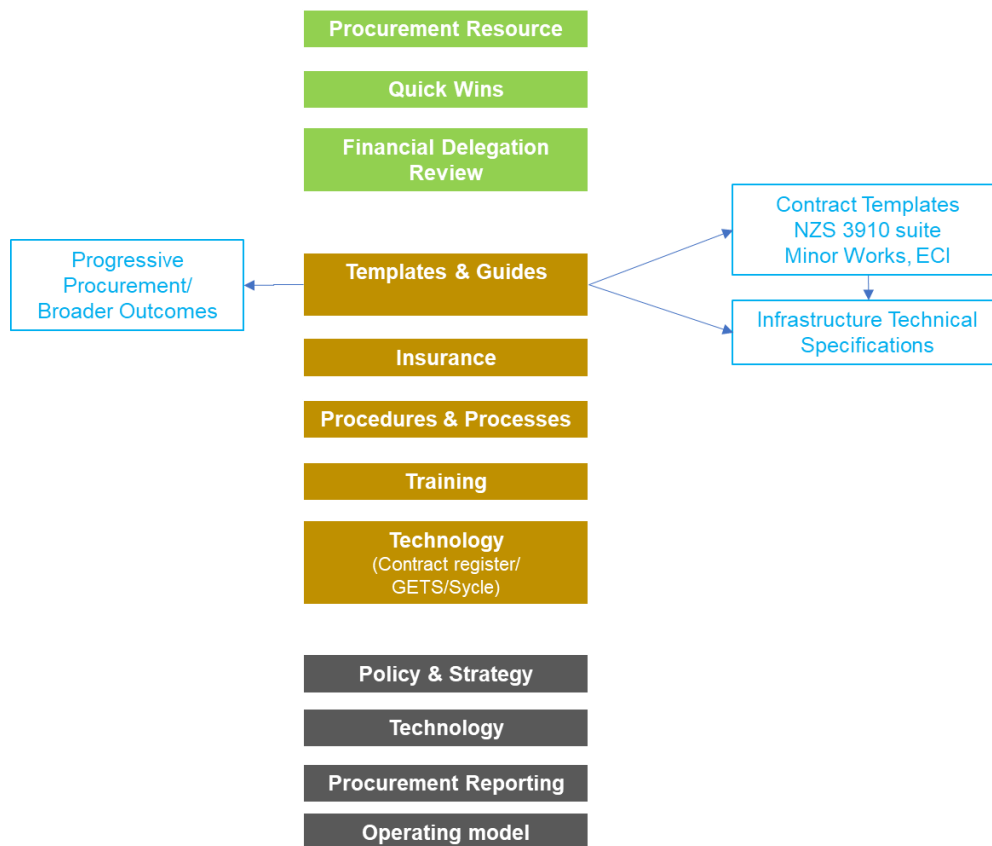 Procurement Resource
Quick Wins
Financial Delegation
Review
Contract Templates
NZS 3910 suite
Minor Works, ECI
Progressive
Procurement/
Broader Outcomes
Templates & Guides
Infrastructure Technical
Specifications
Insurance
Procedures & Processes
Training
Technology
(Contract register/
GETS/Sycle)
Policy & Strategy
Technology
Procurement Reporting
Operating model